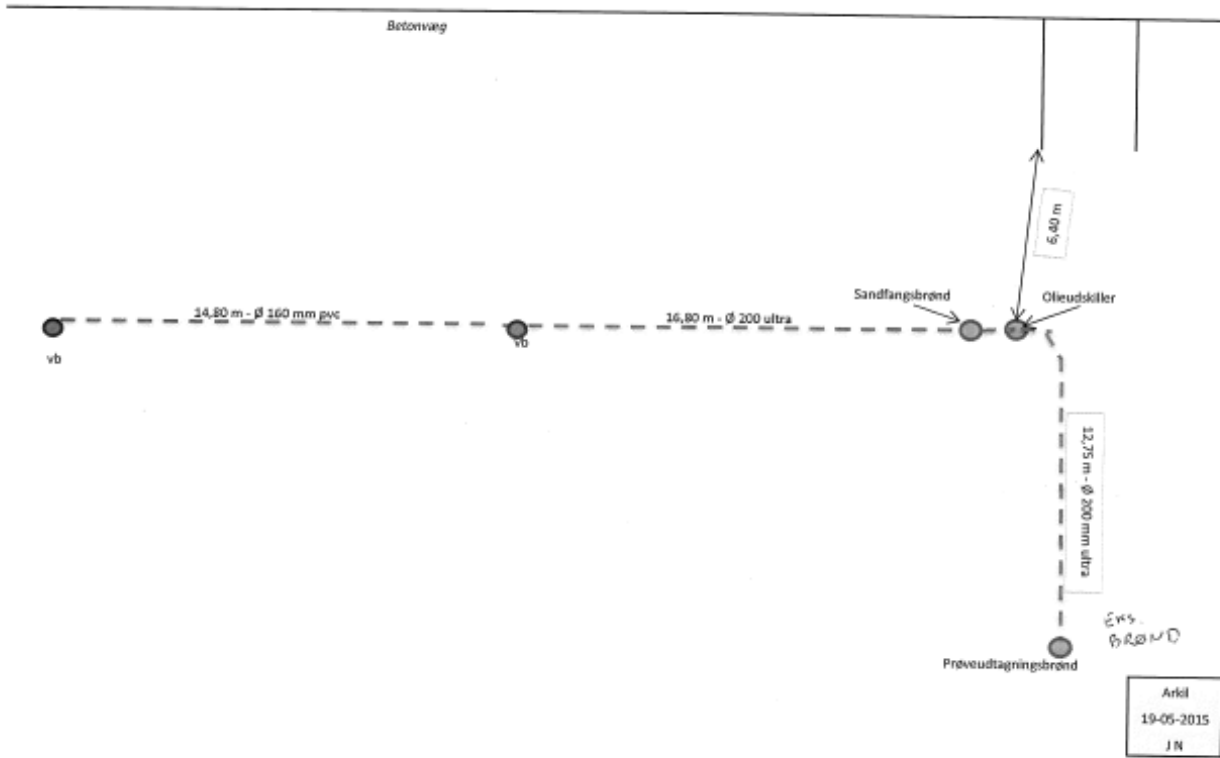 Betonvæg
6,40 m
Sandfangsbrønd
Olieudskiller
14,80 m - Ø 160 mm pvc
16,80 m - Ø 200 ultra
vb
vb
12,75 m - Ø 200 mm ultra
EKS.
BRØND
Prøveudtagningsbrønd
Arkil
19-05-2015
J N